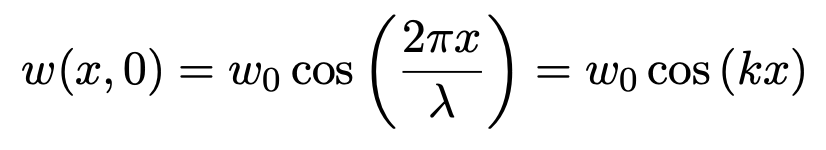 w(x, 0) = w₀ cos (2πx / λ) = w₀ cos (kx)